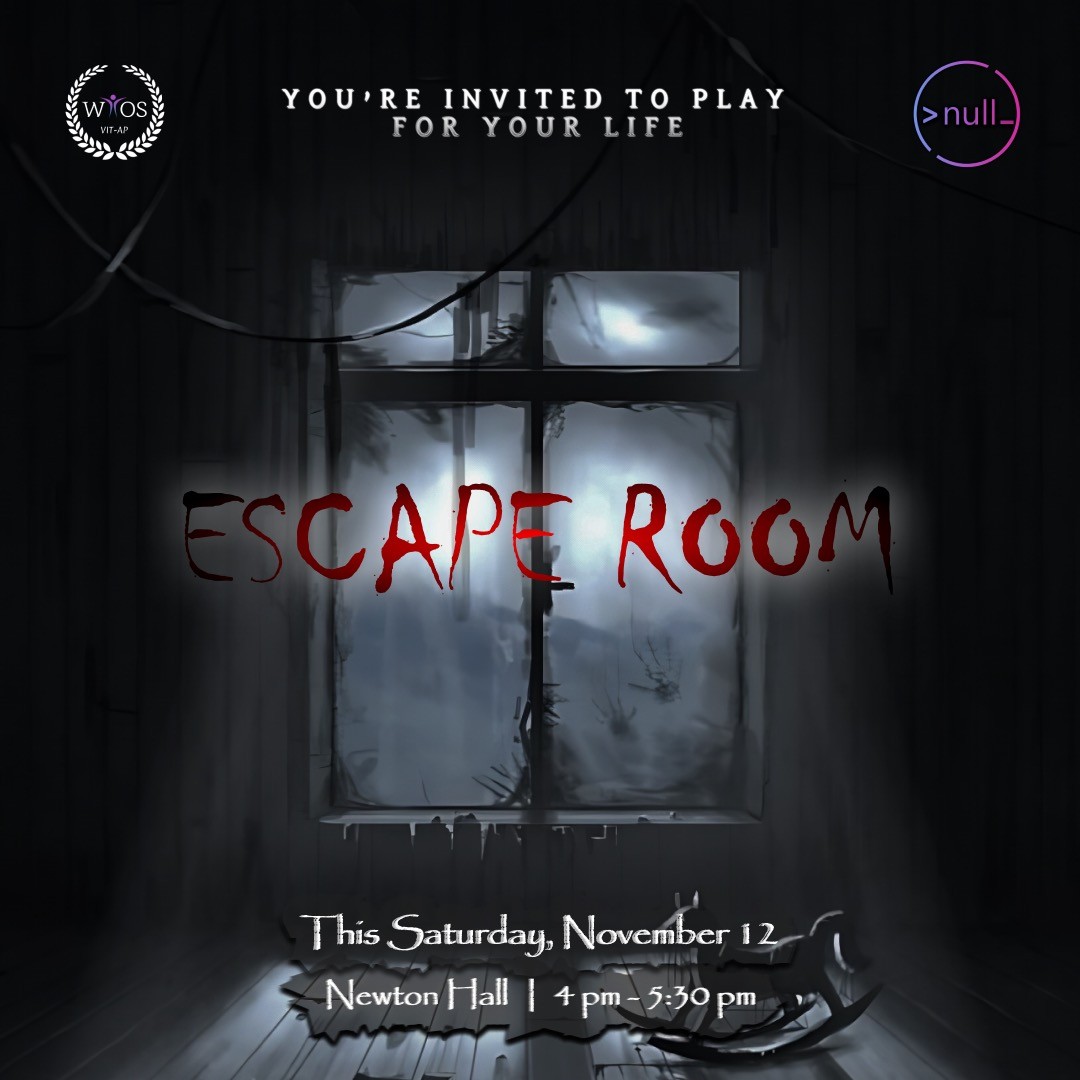 WIOS
VIT-AP
YOU'RE INVITED TO PLAY
FOR YOUR LIFE
>null_
ESCAPE ROOM
This Saturday, November 12
Newton Hall | 4 pm - 5:30 pm